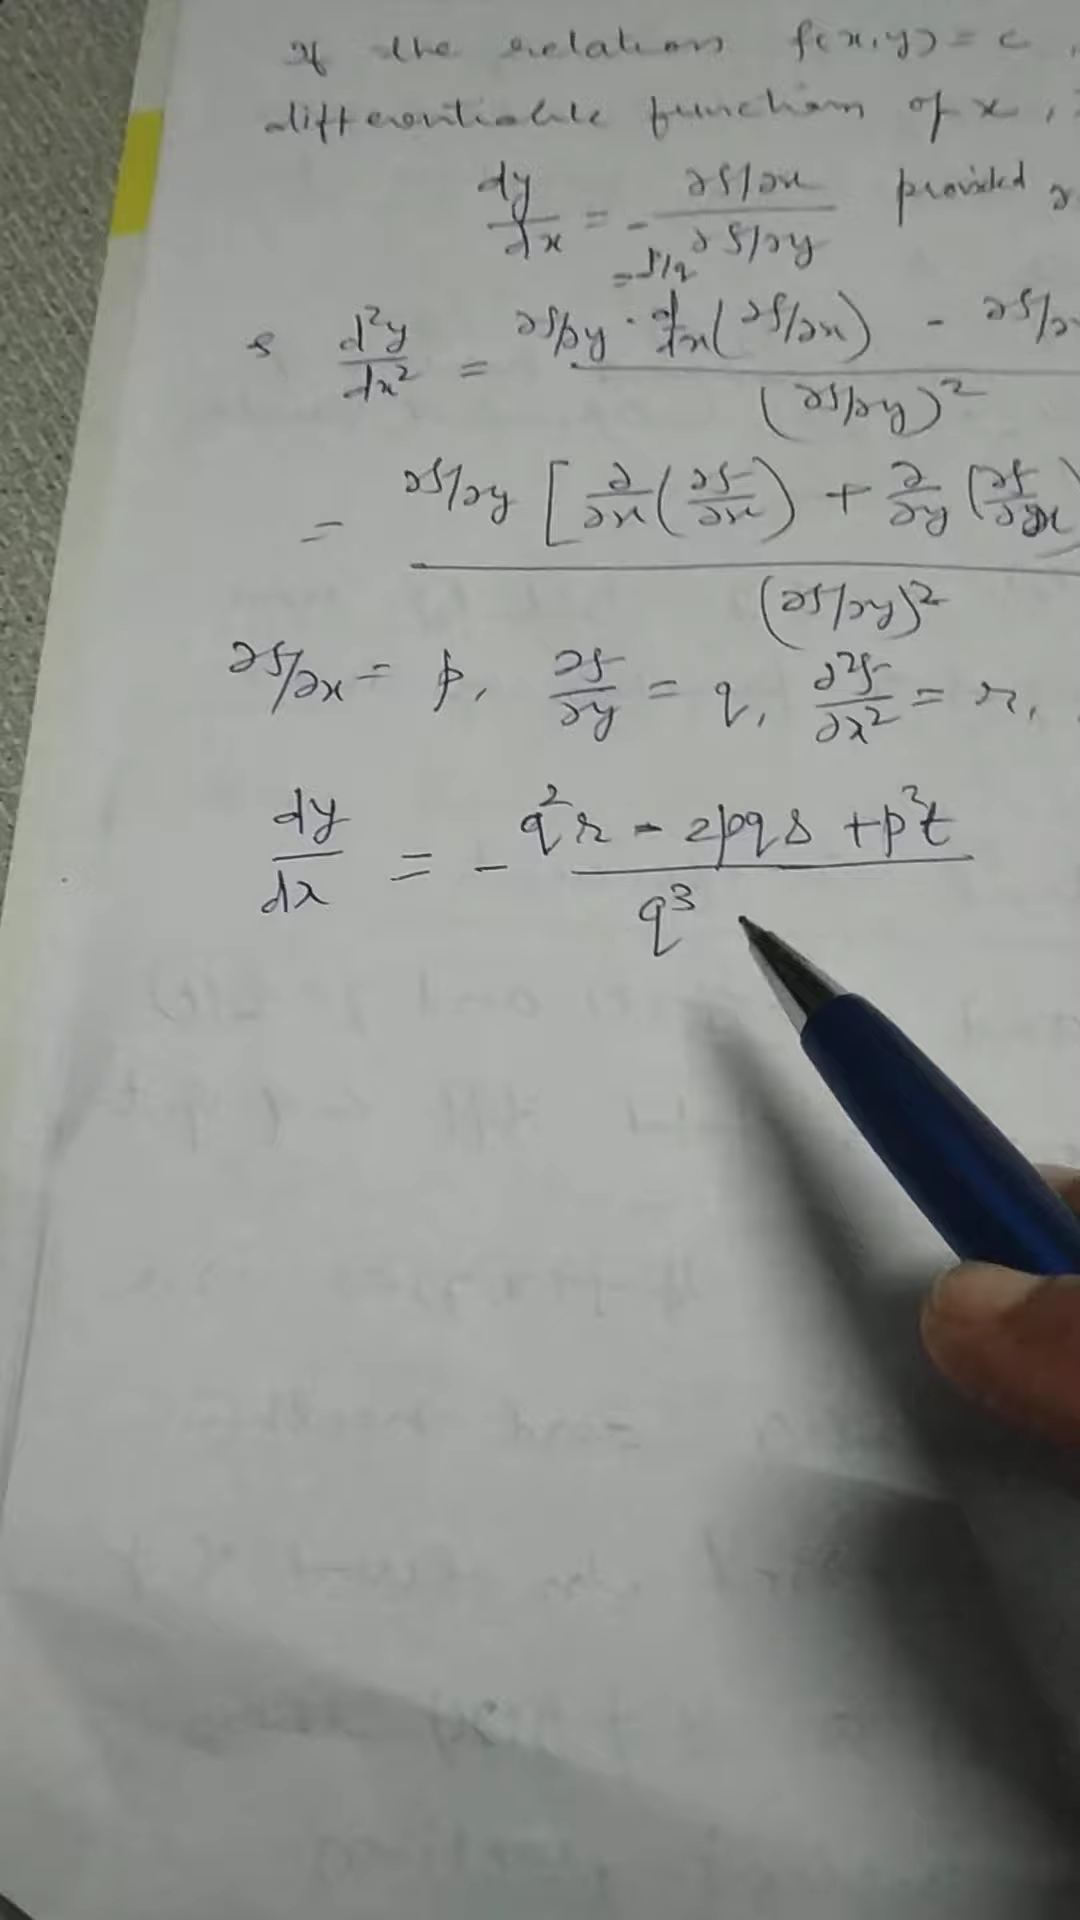 If the relation f(x,y) = c,
differentiable function of x,
dy/dx = - ∂f/∂x / ∂f/∂y provided
= -p/q
d²y/dx² = ∂f/∂y · d/dx (∂f/∂x) - ∂f/∂ / (∂f/∂y)²
= ∂f/∂y [ ∂/∂x (∂f/∂x) + ∂/∂y (∂f/∂x) / (∂f/∂y)²
∂f/∂x = p, ∂f/∂y = q, ∂²f/∂x² = r,
dy/dx = - q²r - 2pqs + p²t / q³